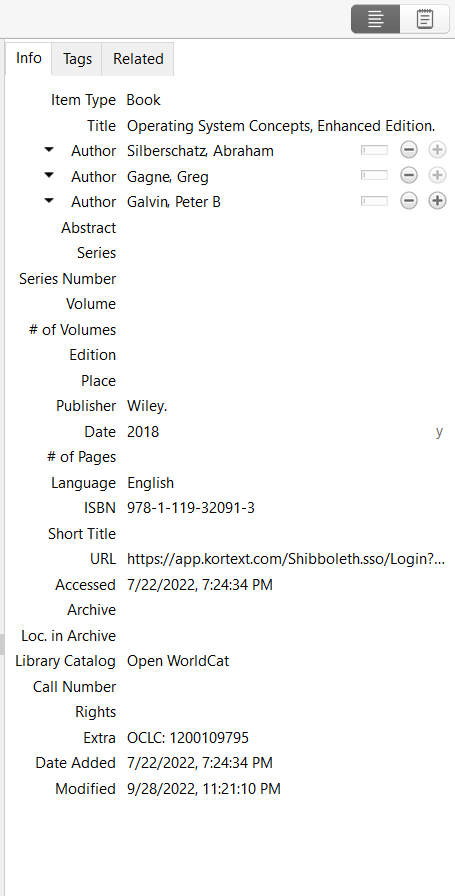 Info Tags Related
Item Type Book
Title Operating System Concepts, Enhanced Edition.
Author Silberschatz, Abraham
Author Gagne, Greg
Author Galvin, Peter B
Abstract
Series
Series Number
Volume
# of Volumes
Edition
Place
Publisher Wiley.
Date 2018 y
# of Pages
Language English
ISBN 978-1-119-32091-3
Short Title
URL https://app.kortext.com/Shibboleth.sso/Login?...
Accessed 7/22/2022, 7:24:34 PM
Archive
Loc. in Archive
Library Catalog Open WorldCat
Call Number
Rights
Extra OCLC: 1200109795
Date Added 7/22/2022, 7:24:34 PM
Modified 9/28/2022, 11:21:10 PM